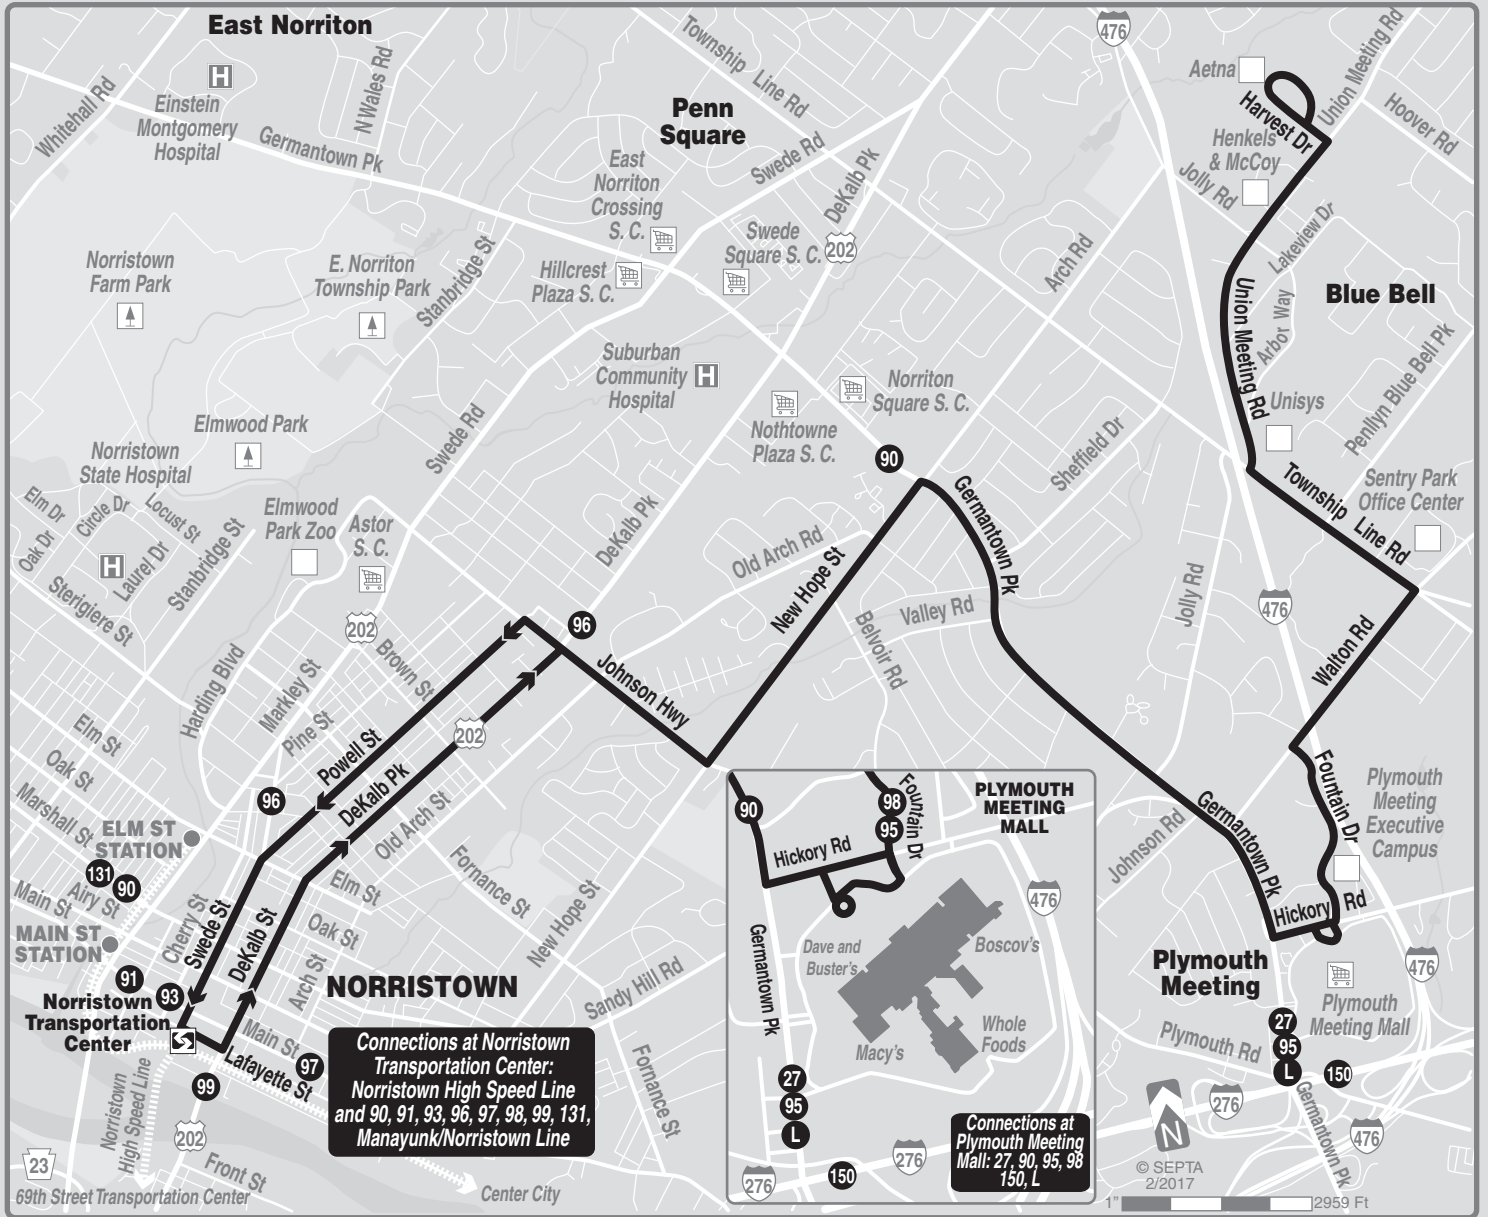 East Norriton
476
Township Line Rd
Union Meeting Rd
Aetna
Whitehall Rd
N Wales Rd
Einstein
Montgomery
Hospital
H
Germantown Pk
Penn
Square
Harvest Dr
Hoover Rd
Henkels
& McCoy
Jolly Rd
Swede Rd
DeKalb Pk
East
Norriton
Crossing
S. C.
Swede
Square S. C.
202
Lakeview Dr
Arch Rd
Norristown
Farm Park
E. Norriton
Township Park
Stanbridge St
Hillcrest
Plaza S. C.
Blue Bell
Union Meeting Rd
Arbor Way
Penllyn Blue Bell Pk
Suburban
Community
Hospital
H
Norriton
Square S. C.
Nothtowne
Plaza S. C.
Unisys
Elmwood Park
Swede Rd
Sheffield Dr
Norristown
State Hospital
H
90
Germantown Pk
Township Line Rd
Sentry Park
Office Center
Elm Dr
Circle Dr
Locust St
Oak Dr
Laurel Dr
Stanbridge St
Sterigiere St
Elmwood
Park Zoo
Astor
S. C.
DeKalb Pk
Old Arch Rd
New Hope St
Valley Rd
Belvoir Rd
Jolly Rd
476
Walton Rd
202
96
Johnson Hwy
Harding Blvd
Markley St
Brown St
Pine St
202
Powell St
DeKalb Pk
Elm St
Oak St
Marshall St
96
Old Arch St
ELM ST
STATION
131
90
Airy St
Main St
MAIN ST
STATION
Cherry St
Swede St
DeKalb St
Elm St
Oak St
Arch St
Fornance St
New Hope St
Sandy Hill Rd
Fountain Dr
Plymouth
Meeting
Executive
Campus
Germantown Pk
Johnson Rd
Hickory Rd
91
93
Norristown
Transportation
Center
NORRISTOWN
Main St
97
Lafayette St
99
Norristown
High Speed Line
202
Front St
23
69th Street Transportation Center
Center City
Fornance St
Connections at Norristown
Transportation Center:
Norristown High Speed Line
and 90, 91, 93, 96, 97, 98, 99, 131,
Manayunk/Norristown Line
PLYMOUTH
MEETING
MALL
90
98
95
Fountain Dr
Hickory Rd
476
Germantown Pk
Dave and
Buster's
Boscov's
Macy's
Whole
Foods
27
95
L
276
150
276
Connections at
Plymouth Meeting
Mall: 27, 90, 95, 98
150, L
Plymouth
Meeting
476
Plymouth
Meeting Mall
Plymouth Rd
27
95
L
150
276
Germantown Pk
476
N
© SEPTA
2/2017
1"
2959 Ft